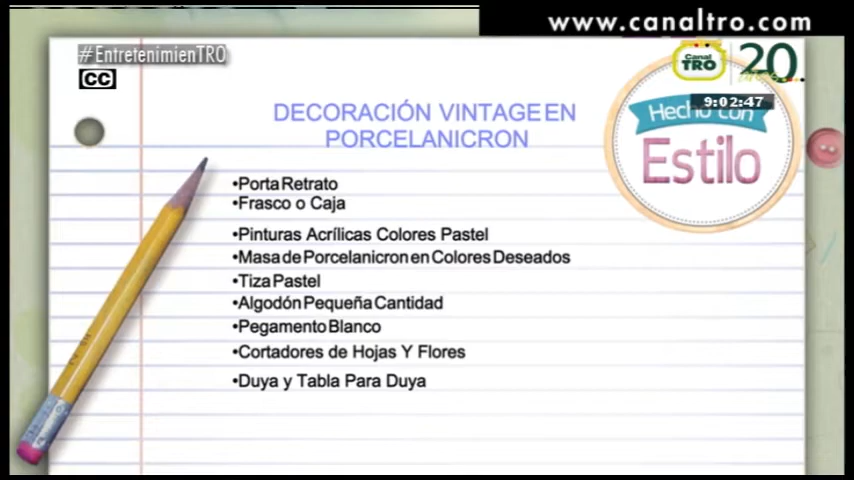 www.canaltro.com
#EntretenimienTRO
CC
Canal
TRO
20
9:02:47
Hecho con
Estilo
DECORACIÓN VINTAGE EN
PORCELANICRON
•Porta Retrato
•Frasco o Caja
•Pinturas Acrílicas Colores Pastel
•Masa de Porcelanicron en Colores Deseados
•Tiza Pastel
•Algodón Pequeña Cantidad
•Pegamento Blanco
•Cortadores de Hojas Y Flores
•Duya y Tabla Para Duya